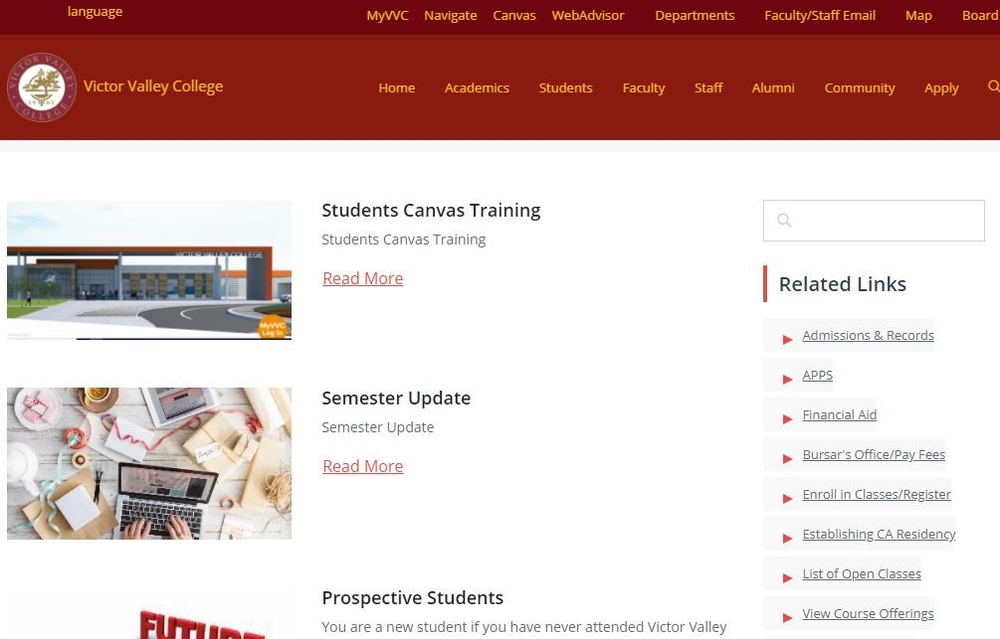 language
MyVVC Navigate Canvas WebAdvisor Departments Faculty/Staff Email Map Board
VICTOR VALLEY COLLEGE 1961
Victor Valley College
Home Academics Students Faculty Staff Alumni Community Apply
VICTOR VALLEY COLLEGE
MyVVC
Log In
Students Canvas Training
Students Canvas Training
Read More
Semester Update
Semester Update
Read More
FUTURE
Prospective Students
You are a new student if you have never attended Victor Valley
Related Links
Admissions & Records
APPS
Financial Aid
Bursar's Office/Pay Fees
Enroll in Classes/Register
Establishing CA Residency
List of Open Classes
View Course Offerings